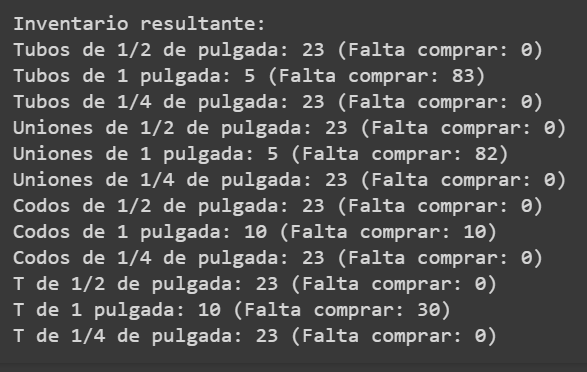 Inventario resultante:
Tubos de 1/2 de pulgada: 23 (Falta comprar: 0)
Tubos de 1 pulgada: 5 (Falta comprar: 83)
Tubos de 1/4 de pulgada: 23 (Falta comprar: 0)
Uniones de 1/2 de pulgada: 23 (Falta comprar: 0)
Uniones de 1 pulgada: 5 (Falta comprar: 82)
Uniones de 1/4 de pulgada: 23 (Falta comprar: 0)
Codos de 1/2 de pulgada: 23 (Falta comprar: 0)
Codos de 1 pulgada: 10 (Falta comprar: 10)
Codos de 1/4 de pulgada: 23 (Falta comprar: 0)
T de 1/2 de pulgada: 23 (Falta comprar: 0)
T de 1 pulgada: 10 (Falta comprar: 30)
T de 1/4 de pulgada: 23 (Falta comprar: 0)